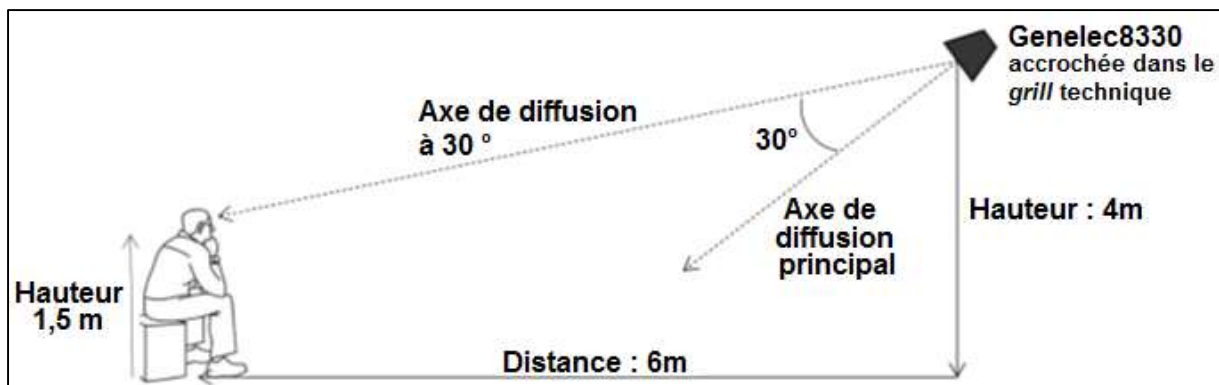 Genelec8330
accrochée dans le
grill technique
Axe de diffusion
à 30 °
30°
Axe de
diffusion
principal
Hauteur : 4m
Hauteur
1,5 m
Distance : 6m